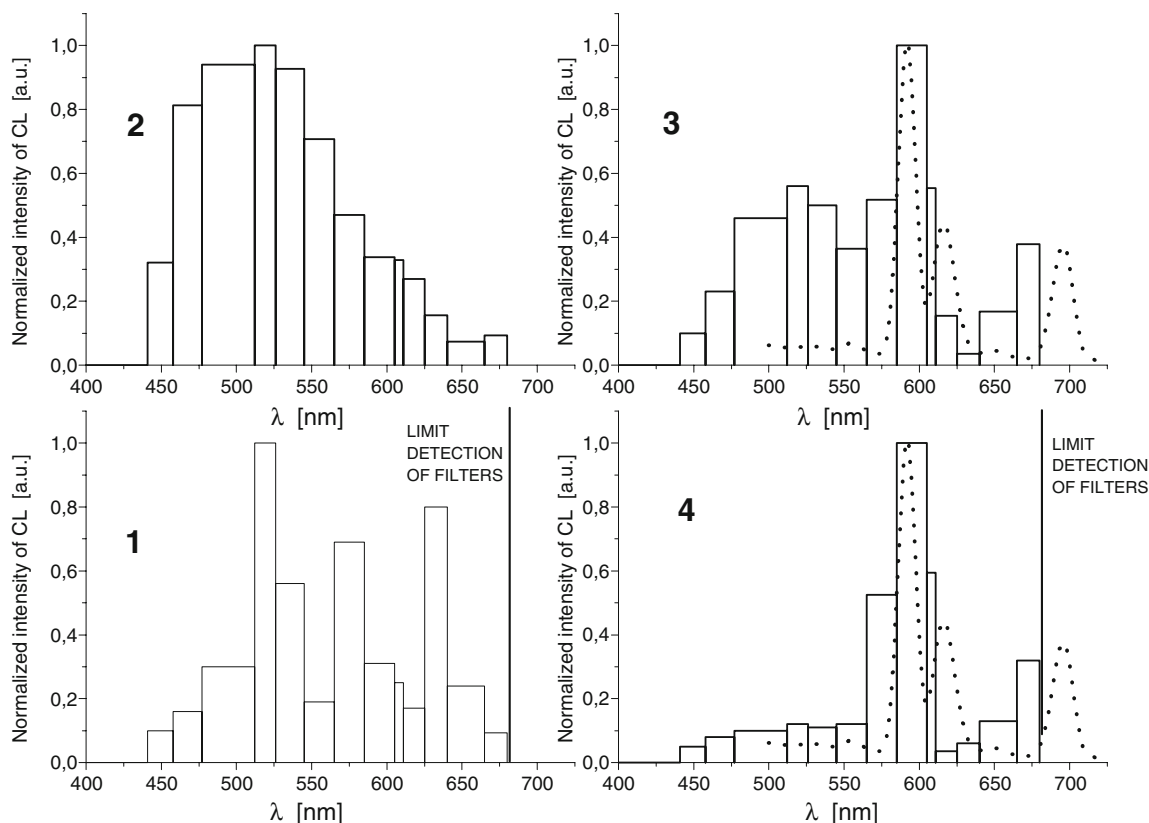 Normalized intensity of CL [a.u.]
1,0
0,8
0,6
0,4
0,2
0,0
2
400 450 500 550 600 650 700
λ [nm]
Normalized intensity of CL [a.u.]
1,0
0,8
0,6
0,4
0,2
0,0
3
400 450 500 550 600 650 700
λ [nm]
Normalized intensity of CL [a.u.]
1,0
0,8
0,6
0,4
0,2
0,0
1
LIMIT
DETECTION
OF FILTERS
400 450 500 550 600 650 700
λ [nm]
Normalized intensity of CL [a.u.]
1,0
0,8
0,6
0,4
0,2
0,0
4
LIMIT
DETECTION
OF FILTERS
400 450 500 550 600 650 700
λ [nm]